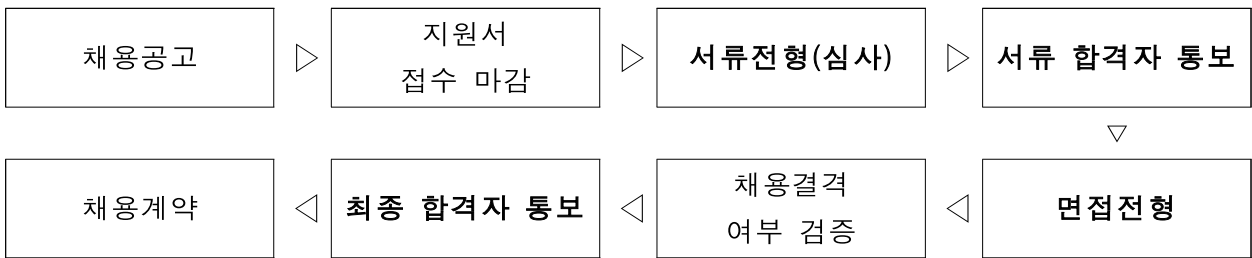 채용공고
▷
지원서
접수 마감
▷
서류전형(심사)
▷
서류 합격자 통보
▽
면접전형
◁
채용결격
여부 검증
◁
최종 합격자 통보
◁
채용계약